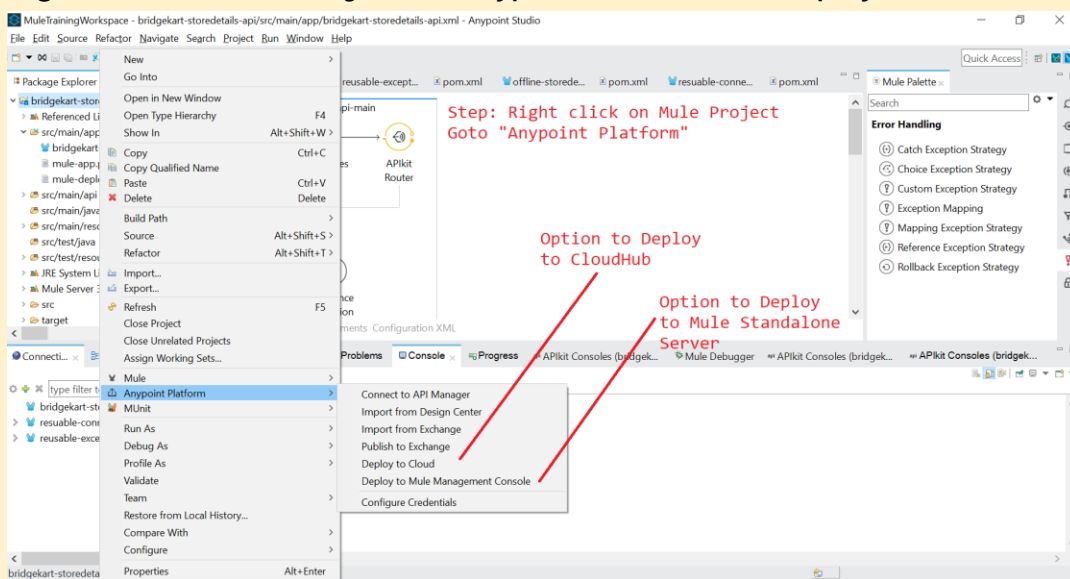 MuleTrainingWorkspace - bridgekart-storedetails-api/src/main/app/bridgekart-storedetails-api.xml - Anypoint Studio
File Edit Source Refactor Navigate Search Project Run Window Help
Quick Access
Package Explorer
reusable-except... pom.xml offline-storede... pom.xml resuable-conne... pom.xml
Mule Palette
bridgekart-stor
Referenced Li
src/main/app
bridgekart
mule-app.p
mule-depl
src/main/api
src/main/java
src/main/reso
src/test/java
src/test/resou
JRE System Li
Mule Server 3
src
target
New
Go Into
Open in New Window
Open Type Hierarchy F4
Show In Alt+Shift+W
Copy Ctrl+C
Copy Qualified Name
Paste Ctrl+V
Delete Delete
Build Path
Source Alt+Shift+S
Refactor Alt+Shift+T
Import...
Export...
Refresh F5
Close Project
Close Unrelated Projects
Assign Working Sets...
Mule
Anypoint Platform
MUnit
Run As
Debug As
Profile As
Validate
Team
Restore from Local History...
Compare With
Configure
Properties Alt+Enter
pi-main
es
APIkit
Router
nce
ion
ments Configuration XML
Step: Right click on Mule Project
Goto "Anypoint Platform"
Option to Deploy
to CloudHub
Option to Deploy
to Mule Standalone
Server
Search
Error Handling
Catch Exception Strategy
Choice Exception Strategy
Custom Exception Strategy
Exception Mapping
Mapping Exception Strategy
Reference Exception Strategy
Rollback Exception Strategy
Connecti...
Problems Console Progress APIkit Consoles (bridgek... Mule Debugger APIkit Consoles (bridgek... APIkit Consoles (bridgek...
type filter t
bridgekart-st
resuable-conn
reusable-exce
Connect to API Manager
Import from Design Center
Import from Exchange
Publish to Exchange
Deploy to Cloud
Deploy to Mule Management Console
Configure Credentials
bridgekart-storedeta